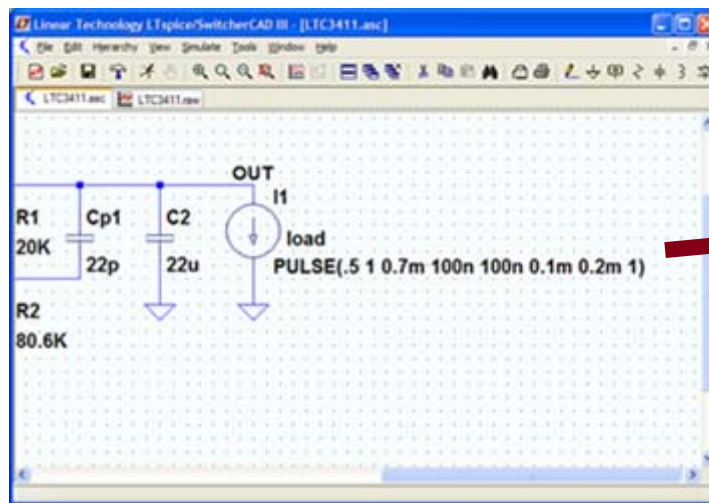 Linear Technology LTspice/SwitcherCAD III - [LTC3411.asc]
File Edit Hierarchy View Simulate Tools Window Help
LTC3411.asc LTC3411.raw
OUT
I1
R1 Cp1 C2
20K
load
22p 22u
PULSE(.5 1 0.7m 100n 100n 0.1m 0.2m 1)
R2
80.6K